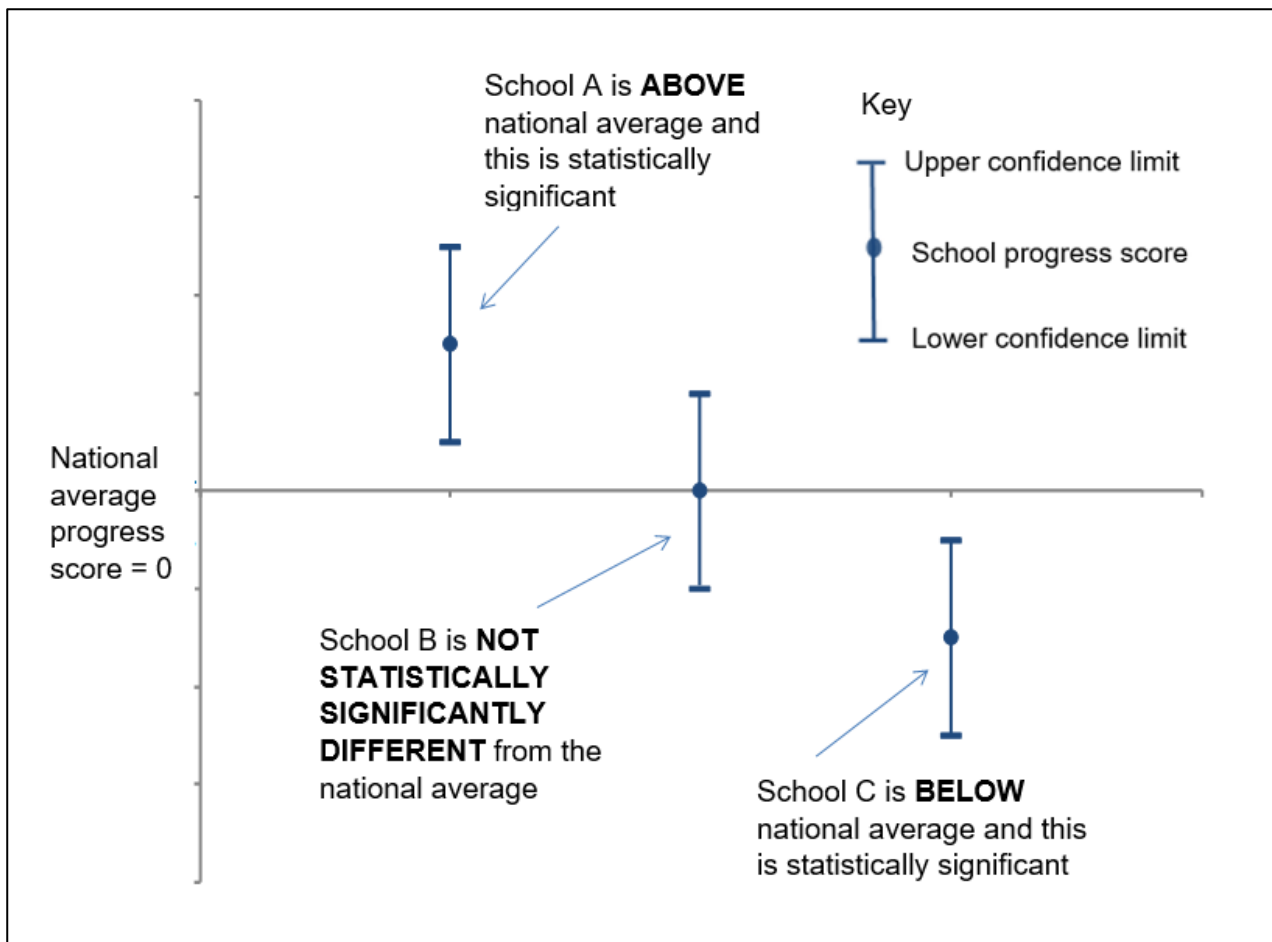 School A is ABOVE
national average and
this is statistically
significant
Key
Upper confidence limit
School progress score
Lower confidence limit
National
average
progress
score = 0
School B is NOT
STATISTICALLY
SIGNIFICANTLY
DIFFERENT from the
national average
School C is BELOW
national average and this
is statistically significant